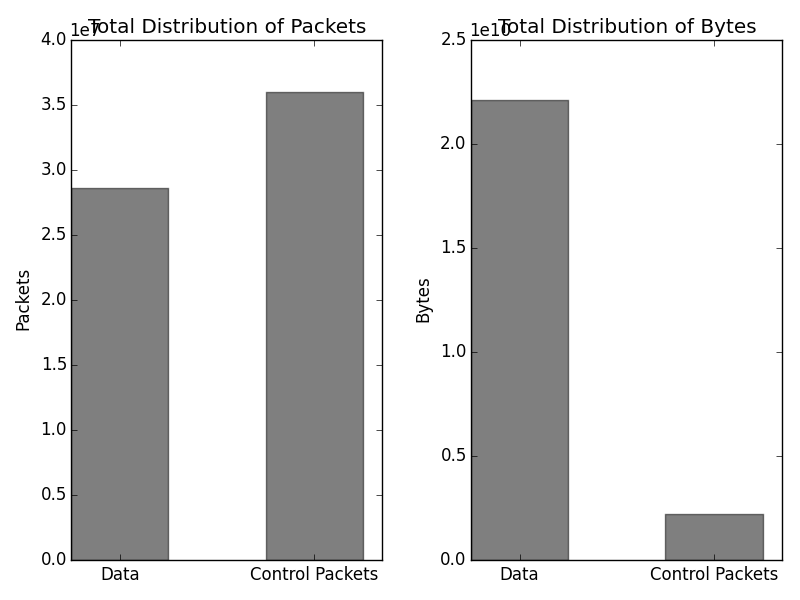 Total Distribution of Packets
1e7
4.0
3.5
3.0
2.5
2.0
1.5
1.0
0.5
0.0
Packets
Data Control Packets
Total Distribution of Bytes
1e10
2.5
2.0
1.5
1.0
0.5
0.0
Bytes
Data Control Packets